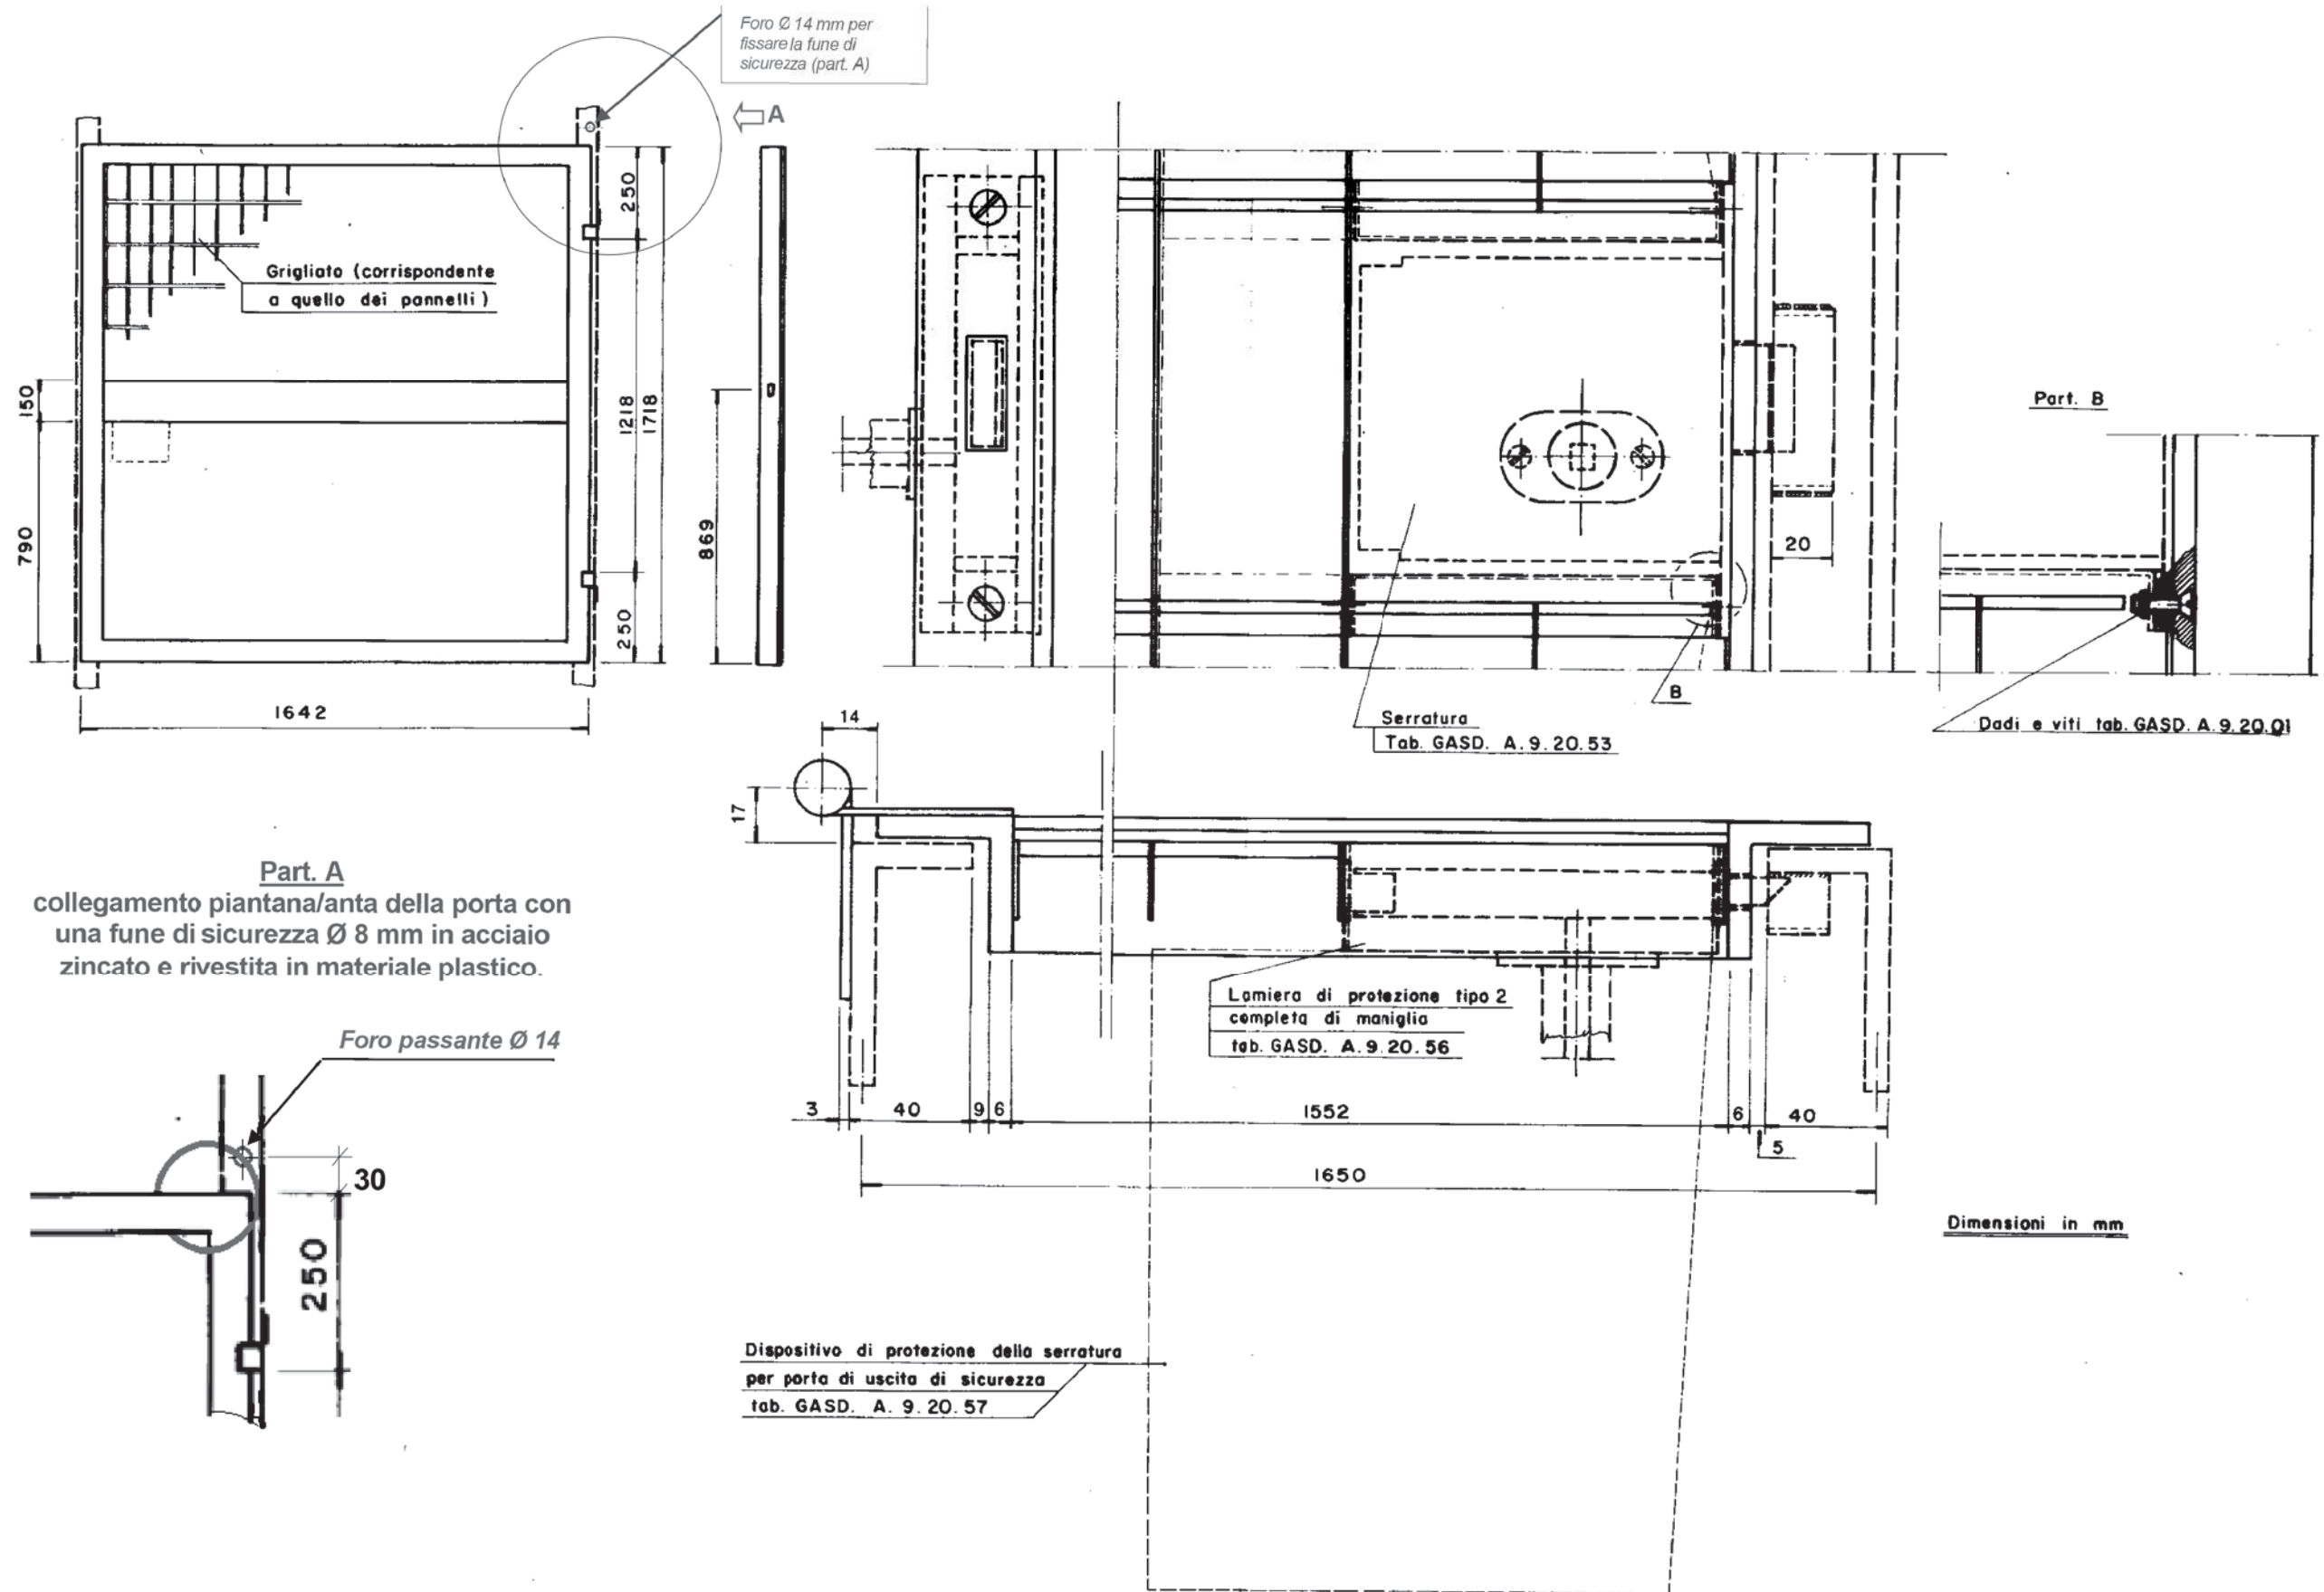 Foro Ø 14 mm per
fissare la fune di
sicurezza (part. A)
A
250
Grigliato (corrispondente
a quello dei pannelli)
150
790
1218
1718
250
869
1642
20
Part. B
B
Serratura
Tab. GASD. A. 9. 20. 53
Dadi e viti tab. GASD. A. 9. 20. 01
14
17
Part. A
collegamento piantana/anta della porta con
una fune di sicurezza Ø 8 mm in acciaio
zincato e rivestita in materiale plastico.
Lamiera di protezione tipo 2
completa di maniglia
tab. GASD. A. 9. 20. 56
3
40
9
6
1552
6
40
5
1650
Foro passante Ø 14
30
250
Dimensioni in mm
Dispositivo di protezione della serratura
per porta di uscita di sicurezza
tab. GASD. A. 9. 20. 57